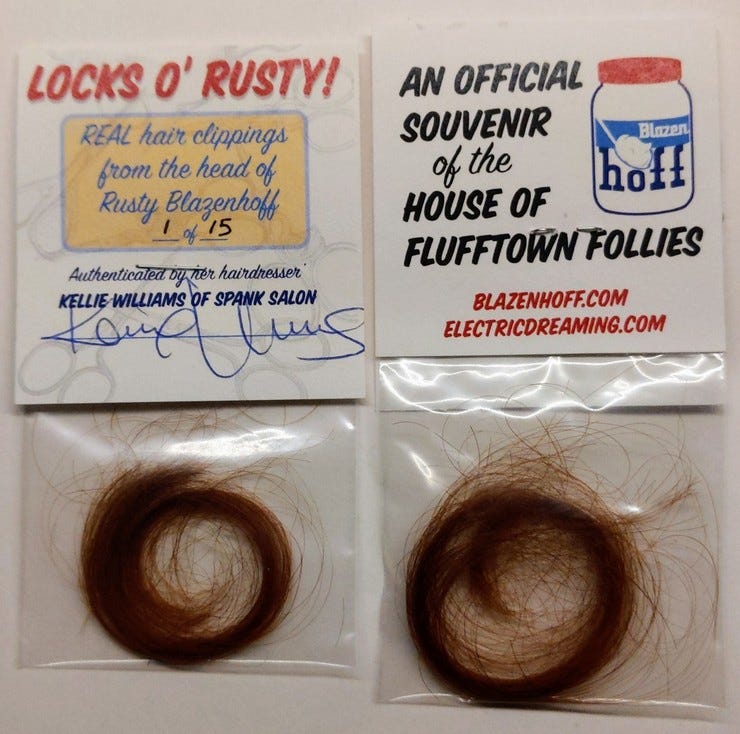 LOCKS O' RUSTY!
REAL hair clippings
from the head of
Rusty Blazenhoff
1 of 15
Authenticated by her hairdresser
KELLIE WILLIAMS OF SPANK SALON
AN OFFICIAL
SOUVENIR
of the
HOUSE OF
FLUFFTOWN FOLLIES
Blazen
hoff
BLAZENHOFF.COM
ELECTRICDREAMING.COM